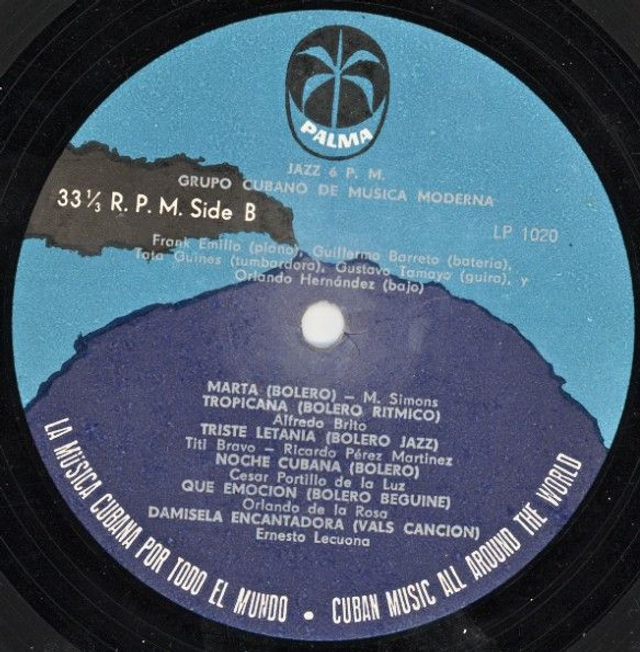 PALMA
JAZZ 6 P. M.
GRUPO CUBANO DE MUSICA MODERNA
33 ⅓ R. P. M. Side B
LP 1020
Frank Emilio (piano), Guillermo Barreto (bateria),
Tata Guines (tumbardora), Gustavo Tamayo (guira), y
Orlando Hernández (bajo)
MARTA (BOLERO) — M. Simons
TROPICANA (BOLERO RITMICO)
Alfredo Brito
TRISTE LETANIA (BOLERO JAZZ)
Titi Bravo — Ricardo Pérez Martinez
NOCHE CUBANA (BOLERO)
Cesar Portillo de la Luz
QUE EMOCION (BOLERO BEGUINE)
Orlando de la Rosa
DAMISELA ENCANTADORA (VALS CANCION)
Ernesto Lecuona
LA MUSICA CUBANA POR TODO EL MUNDO • CUBAN MUSIC ALL AROUND THE WORLD